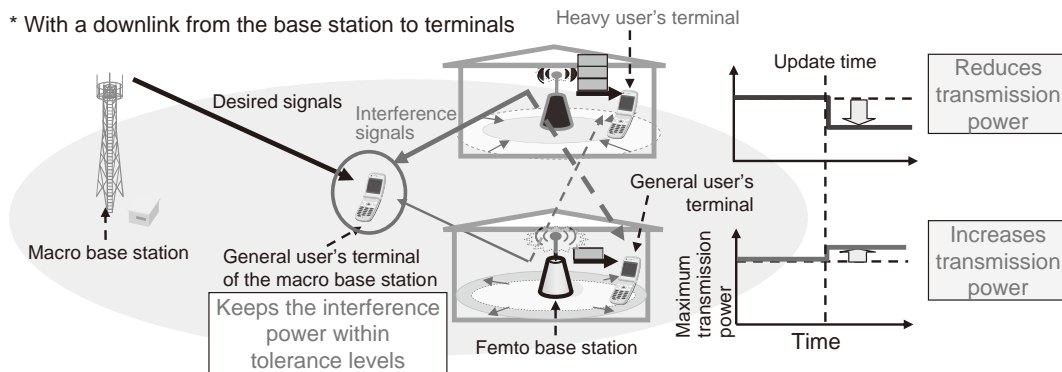 * With a downlink from the base station to terminals
Heavy user's terminal
Desired signals
Interference
signals
Update time
Reduces
transmission
power
General user's
terminal
Macro base station
General user's terminal
of the macro base station
Keeps the interference
power within
tolerance levels
Femto base station
Maximum
transmission
power
Time
Increases
transmission
power